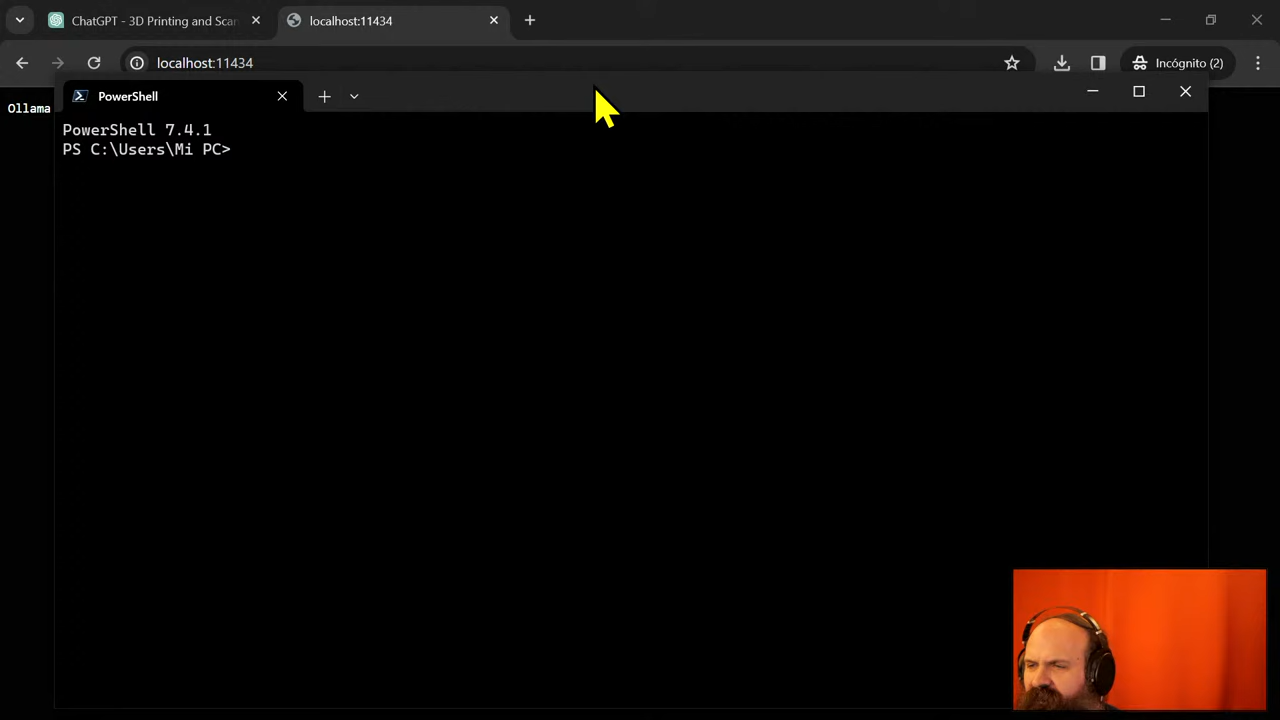 ChatGPT - 3D Printing and Scan
localhost:11434
localhost:11434
Incógnito (2)
Ollama
PowerShell
PowerShell 7.4.1
PS C:\Users\Mi PC>